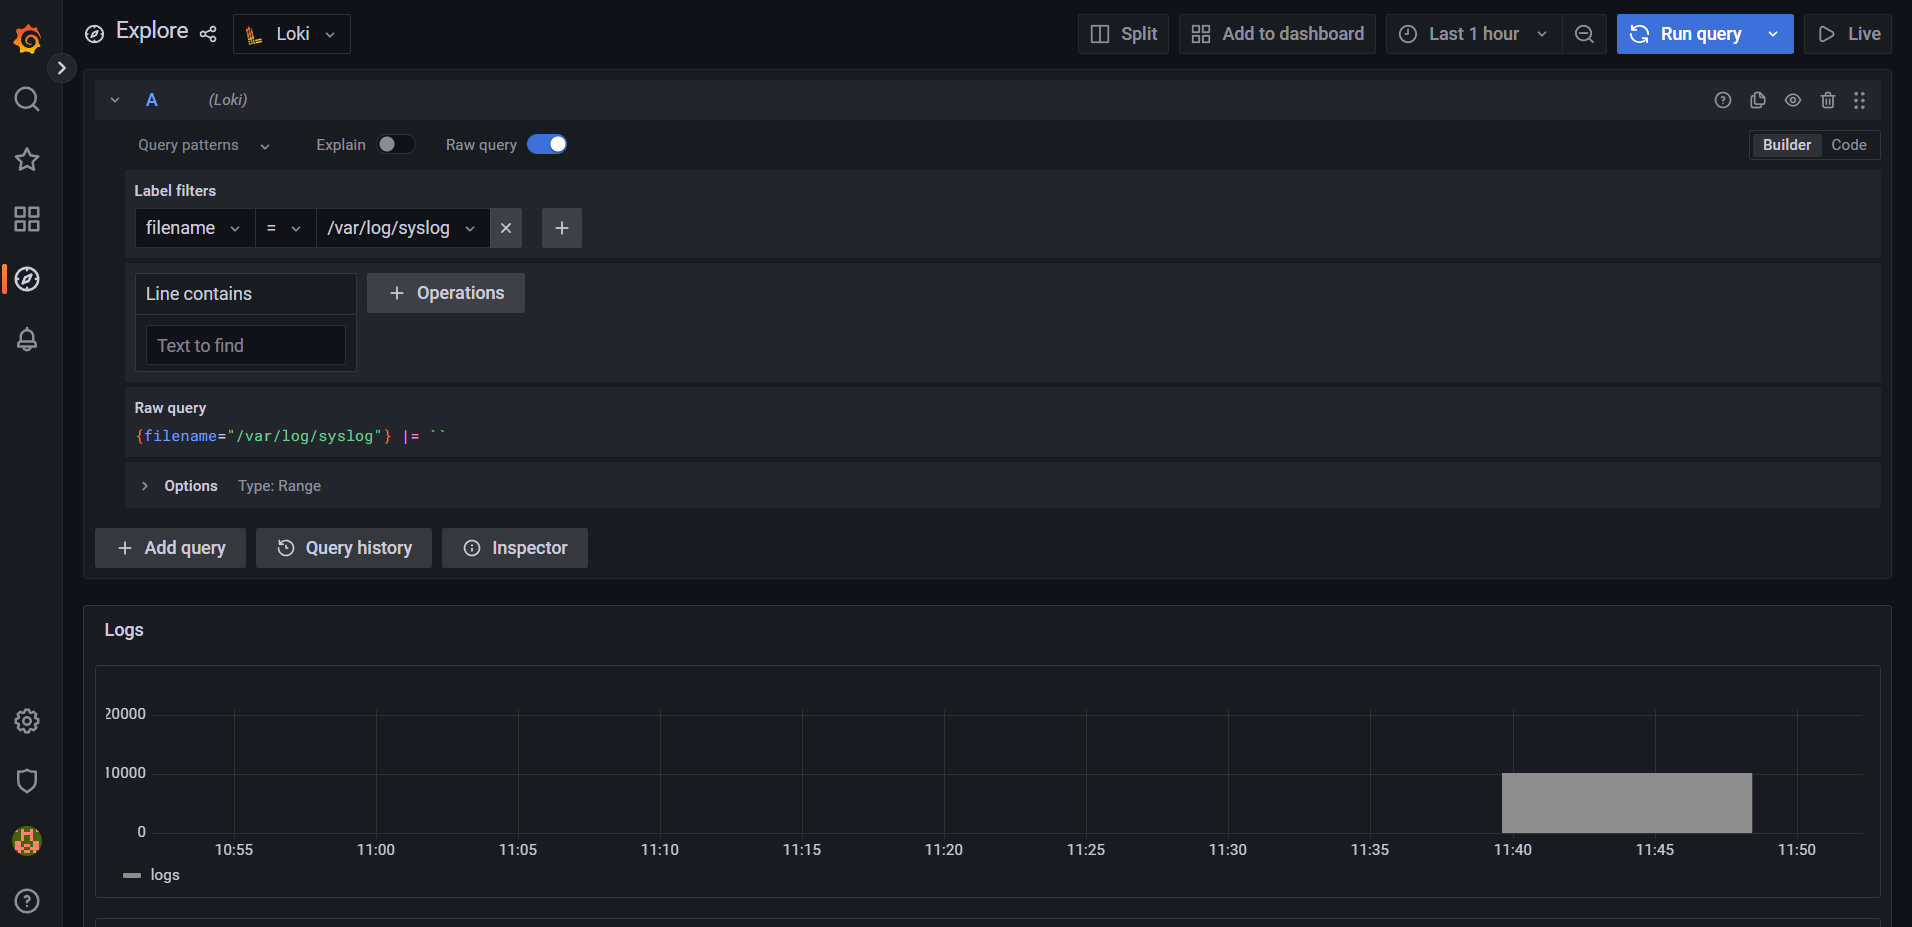 Explore Loki Split Add to dashboard Last 1 hour Run query Live
A (Loki)
Query patterns Explain Raw query Builder Code
Label filters
filename = /var/log/syslog
Line contains Operations
Text to find
Raw query
{filename="/var/log/syslog"} |= ``
Options Type: Range
Add query Query history Inspector
Logs
20000
10000
0
10:55 11:00 11:05 11:10 11:15 11:20 11:25 11:30 11:35 11:40 11:45 11:50
logs